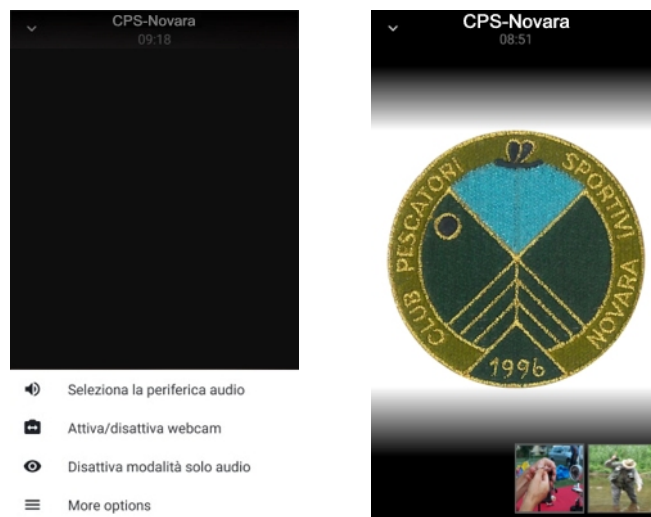 CPS-Novara
09:18
Seleziona la periferica audio
Attiva/disattiva webcam
Disattiva modalità solo audio
More options
CPS-Novara
08:51
CLUB PESCATORI SPORTIVI NOVARA
1996